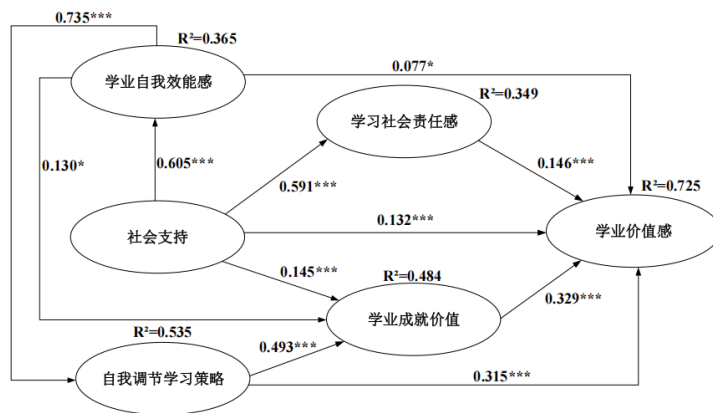 0.735***
R²=0.365
学业自我效能感
0.077*
R²=0.349
学习社会责任感
0.130*
0.605***
0.591***
0.146***
R²=0.725
社会支持
0.132***
学业价值感
0.145***
R²=0.484
学业成就价值
0.329***
R²=0.535
0.493***
自我调节学习策略
0.315***